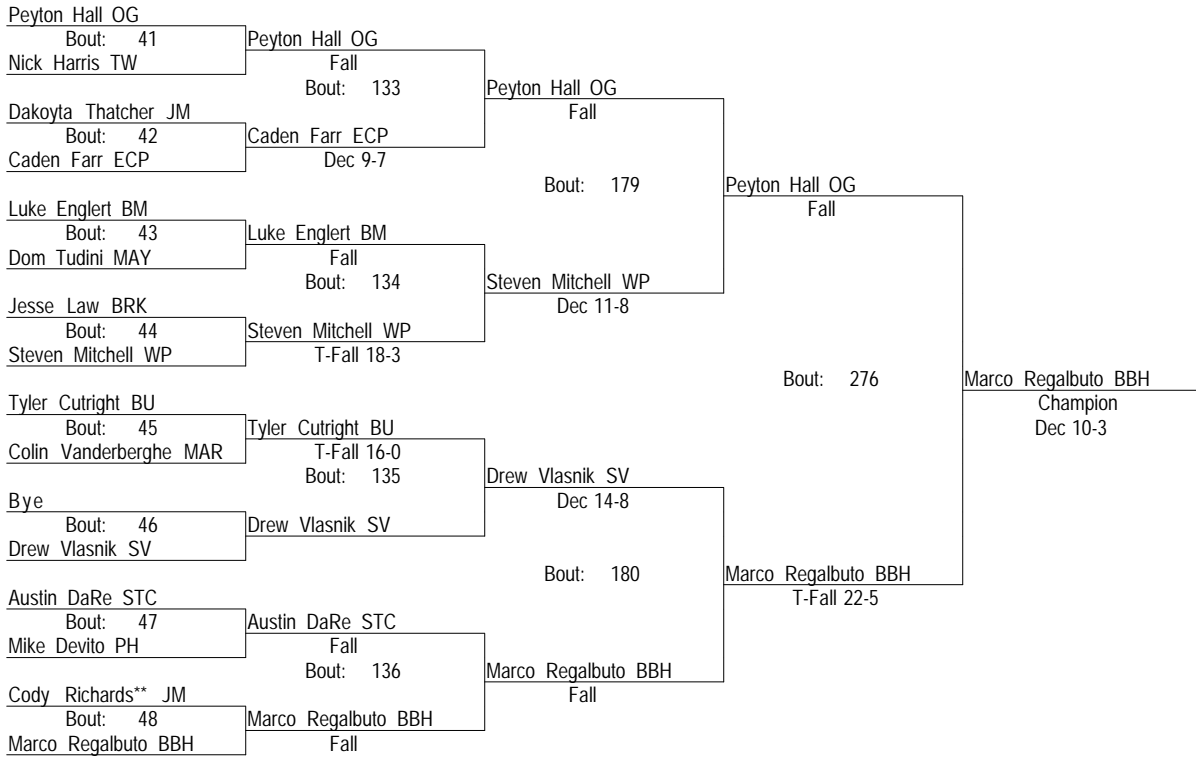 Peyton Hall OG
Bout: 41
Nick Harris TW
Dakoyta Thatcher JM
Bout: 42
Caden Farr ECP
Luke Englert BM
Bout: 43
Dom Tudini MAY
Jesse Law BRK
Bout: 44
Steven Mitchell WP
Tyler Cutright BU
Bout: 45
Colin Vanderberghe MAR
Bye
Bout: 46
Drew Vlasnik SV
Austin DaRe STC
Bout: 47
Mike Devito PH
Cody Richards** JM
Bout: 48
Marco Regalbuto BBH
Peyton Hall OG
Fall
Bout: 133
Caden Farr ECP
Dec 9-7
Luke Englert BM
Fall
Bout: 134
Steven Mitchell WP
T-Fall 18-3
Tyler Cutright BU
T-Fall 16-0
Bout: 135
Drew Vlasnik SV
Austin DaRe STC
Fall
Bout: 136
Marco Regalbuto BBH
Fall
Peyton Hall OG
Fall
Bout: 179
Steven Mitchell WP
Dec 11-8
Drew Vlasnik SV
Dec 14-8
Bout: 180
Marco Regalbuto BBH
Fall
Peyton Hall OG
Fall
Bout: 276
Marco Regalbuto BBH
T-Fall 22-5
Marco Regalbuto BBH
Champion
Dec 10-3